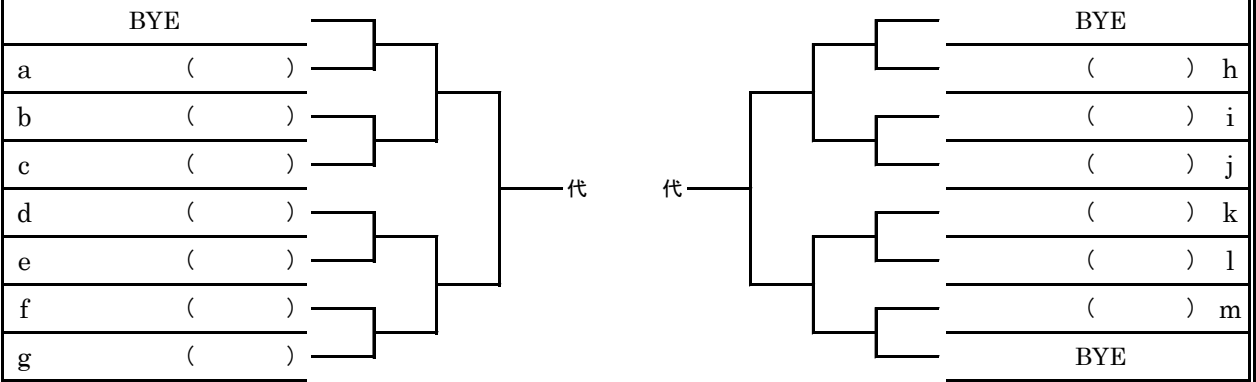 BYE
a （　　）
b （　　）
c （　　）
d （　　）
e （　　）
f （　　）
g （　　）
代
代
BYE
（　　） h
（　　） i
（　　） j
（　　） k
（　　） l
（　　） m
BYE